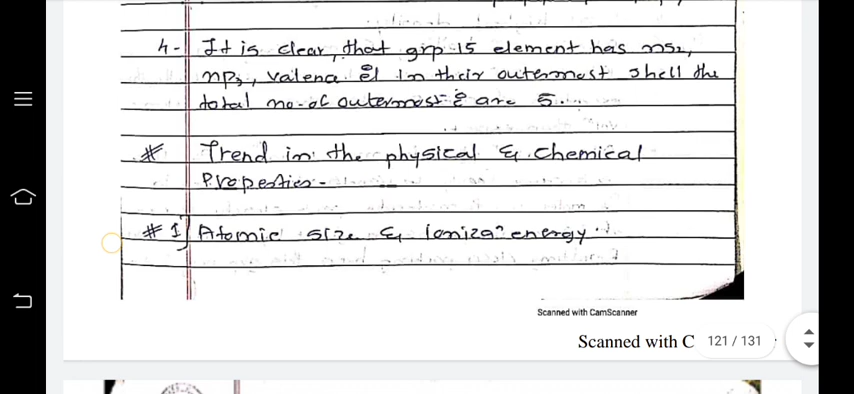 4- It is clear, that grp-15 element has ns2,
np3, valena ēl in their outermost shell the
total no-of outermost ē are 5...
# Trend in the physical & chemical
Properties-
# 1] Atomic size & ionizan energy.
Scanned with CamScanner
Scanned with C 121 / 131